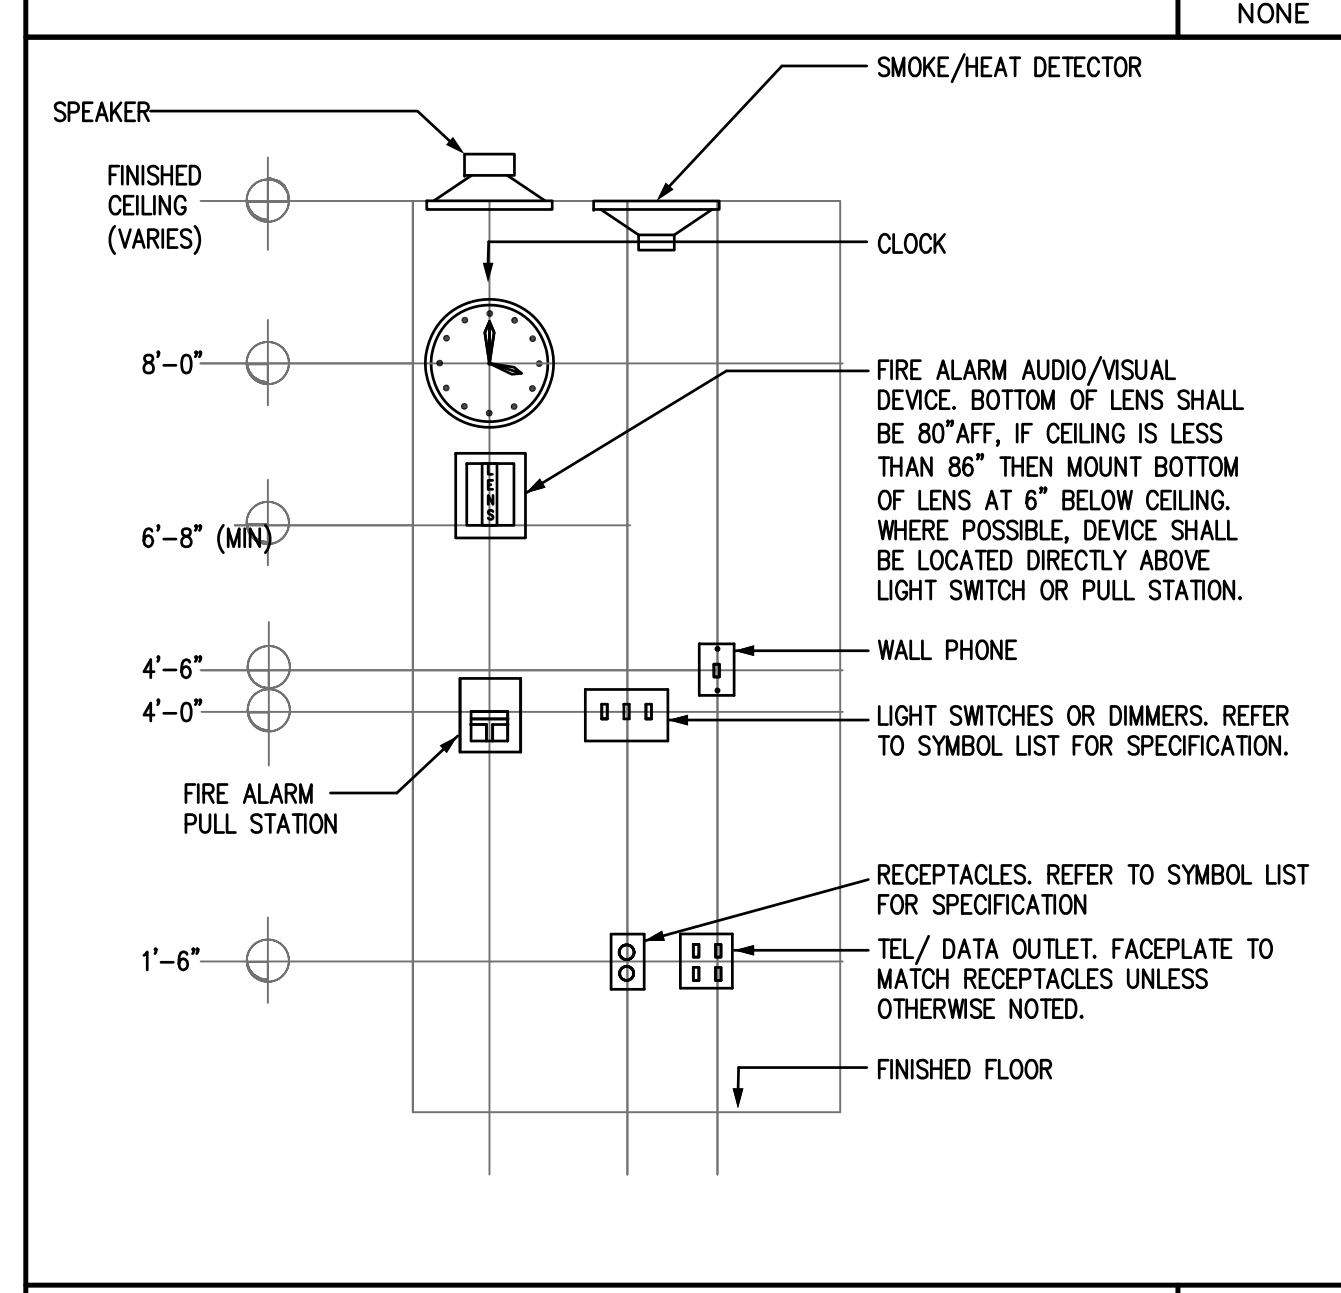 NONE
SMOKE/HEAT DETECTOR
SPEAKER
FINISHED
CEILING
(VARIES)
CLOCK
8'-0"
FIRE ALARM AUDIO/VISUAL
DEVICE. BOTTOM OF LENS SHALL
BE 80"AFF, IF CEILING IS LESS
THAN 86" THEN MOUNT BOTTOM
OF LENS AT 6" BELOW CEILING.
WHERE POSSIBLE, DEVICE SHALL
BE LOCATED DIRECTLY ABOVE
LIGHT SWITCH OR PULL STATION.
LENS
6'-8" (MIN)
WALL PHONE
4'-6"
4'-0"
LIGHT SWITCHES OR DIMMERS. REFER
TO SYMBOL LIST FOR SPECIFICATION.
FIRE ALARM
PULL STATION
RECEPTACLES. REFER TO SYMBOL LIST
FOR SPECIFICATION
1'-6"
TEL/ DATA OUTLET. FACEPLATE TO
MATCH RECEPTACLES UNLESS
OTHERWISE NOTED.
FINISHED FLOOR